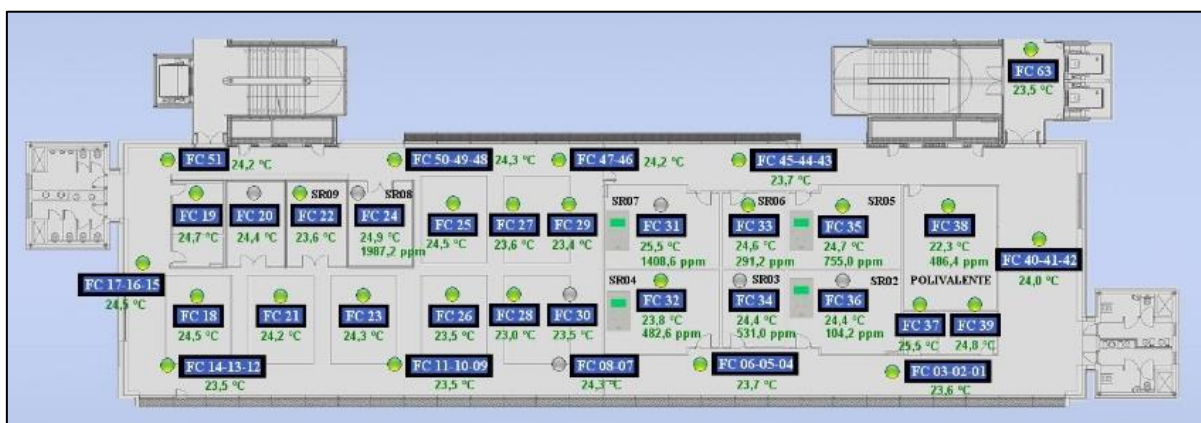 FC 63
23,5 °C
FC 51 24,2 °C
FC 50-49-48 24,3 °C
FC 47-46 24,2 °C
FC 45-44-43
23,7 °C
FC 19
24,7 °C
FC 20
24,4 °C
SR09
FC 22
23,6 °C
SR08
FC 24
24,9 °C
1987,2 ppm
FC 25
24,5 °C
FC 27
23,6 °C
FC 29
23,4 °C
SR07
FC 31
25,5 °C
1408,6 ppm
SR06
FC 33
24,6 °C
291,2 ppm
SR05
FC 35
24,7 °C
755,0 ppm
FC 38
22,3 °C
486,4 ppm
POLIVALENTE
FC 40-41-42
24,0 °C
FC 17-16-15
24,5 °C
FC 18
24,5 °C
FC 21
24,2 °C
FC 23
24,3 °C
FC 26
23,5 °C
FC 28
23,0 °C
FC 30
23,5 °C
SR04
FC 32
23,8 °C
482,6 ppm
SR03
FC 34
24,4 °C
531,0 ppm
SR02
FC 36
24,4 °C
104,2 ppm
FC 37
25,5 °C
FC 39
24,8 °C
FC 14-13-12
23,5 °C
FC 11-10-09
23,5 °C
FC 08-07
24,3 °C
FC 06-05-04
23,7 °C
FC 03-02-01
23,6 °C